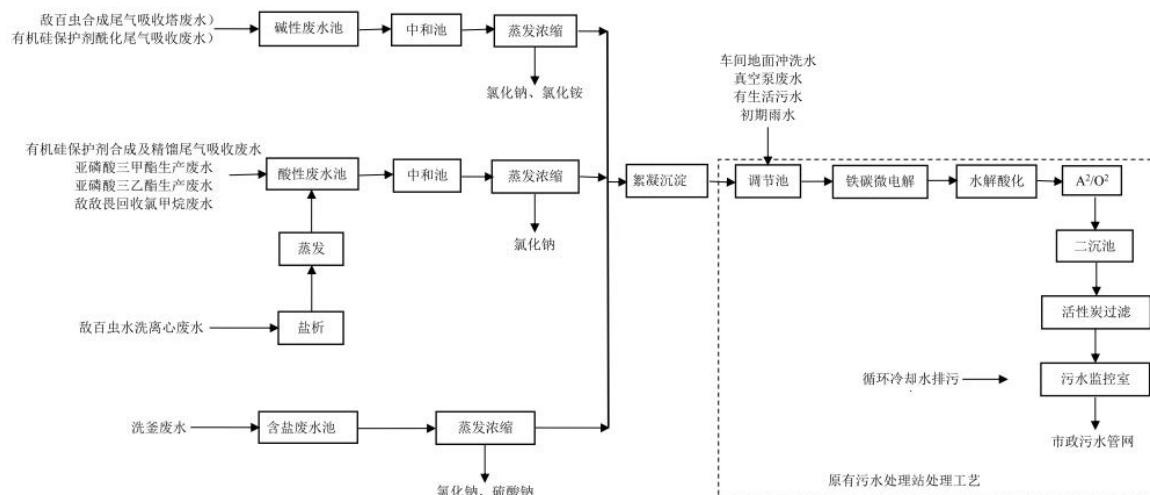 敌百虫合成尾气吸收塔废水）
有机硅保护剂酰化尾气吸收废水）
碱性废水池
中和池
蒸发浓缩
氯化钠、氯化铵
有机硅保护剂合成及精馏尾气吸收废水
亚磷酸三甲酯生产废水
亚磷酸三乙酯生产废水
敌敌畏回收氯甲烷废水
酸性废水池
中和池
蒸发浓缩
氯化钠
蒸发
敌百虫水洗离心废水
盐析
洗釜废水
含盐废水池
蒸发浓缩
氯化钠、硫酸钠
絮凝沉淀
车间地面冲洗水
真空泵废水
有生活污水
初期雨水
调节池
铁碳微电解
水解酸化
A²/O²
二沉池
活性炭过滤
循环冷却水排污
污水监控室
市政污水管网
原有污水处理站处理工艺